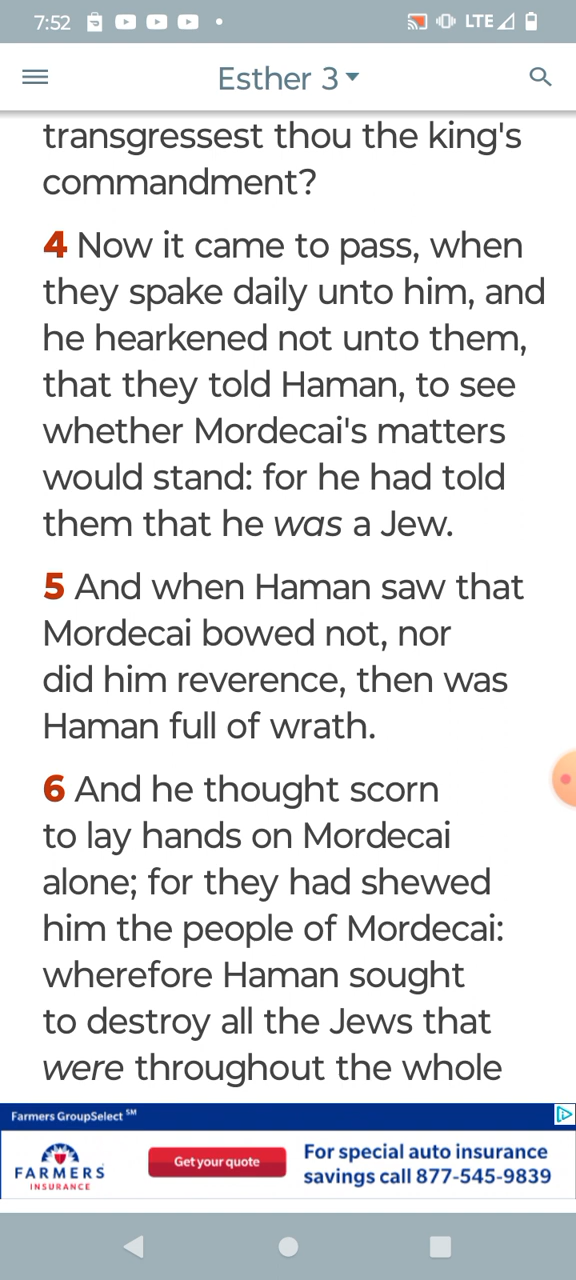 7:52
LTE
Esther 3
transgressest thou the king's
commandment?
4 Now it came to pass, when
they spake daily unto him, and
he hearkened not unto them,
that they told Haman, to see
whether Mordecai's matters
would stand: for he had told
them that he was a Jew.
5 And when Haman saw that
Mordecai bowed not, nor
did him reverence, then was
Haman full of wrath.
6 And he thought scorn
to lay hands on Mordecai
alone; for they had shewed
him the people of Mordecai:
wherefore Haman sought
to destroy all the Jews that
were throughout the whole
Farmers GroupSelect SM
FARMERS
INSURANCE
Get your quote
For special auto insurance
savings call 877-545-9839